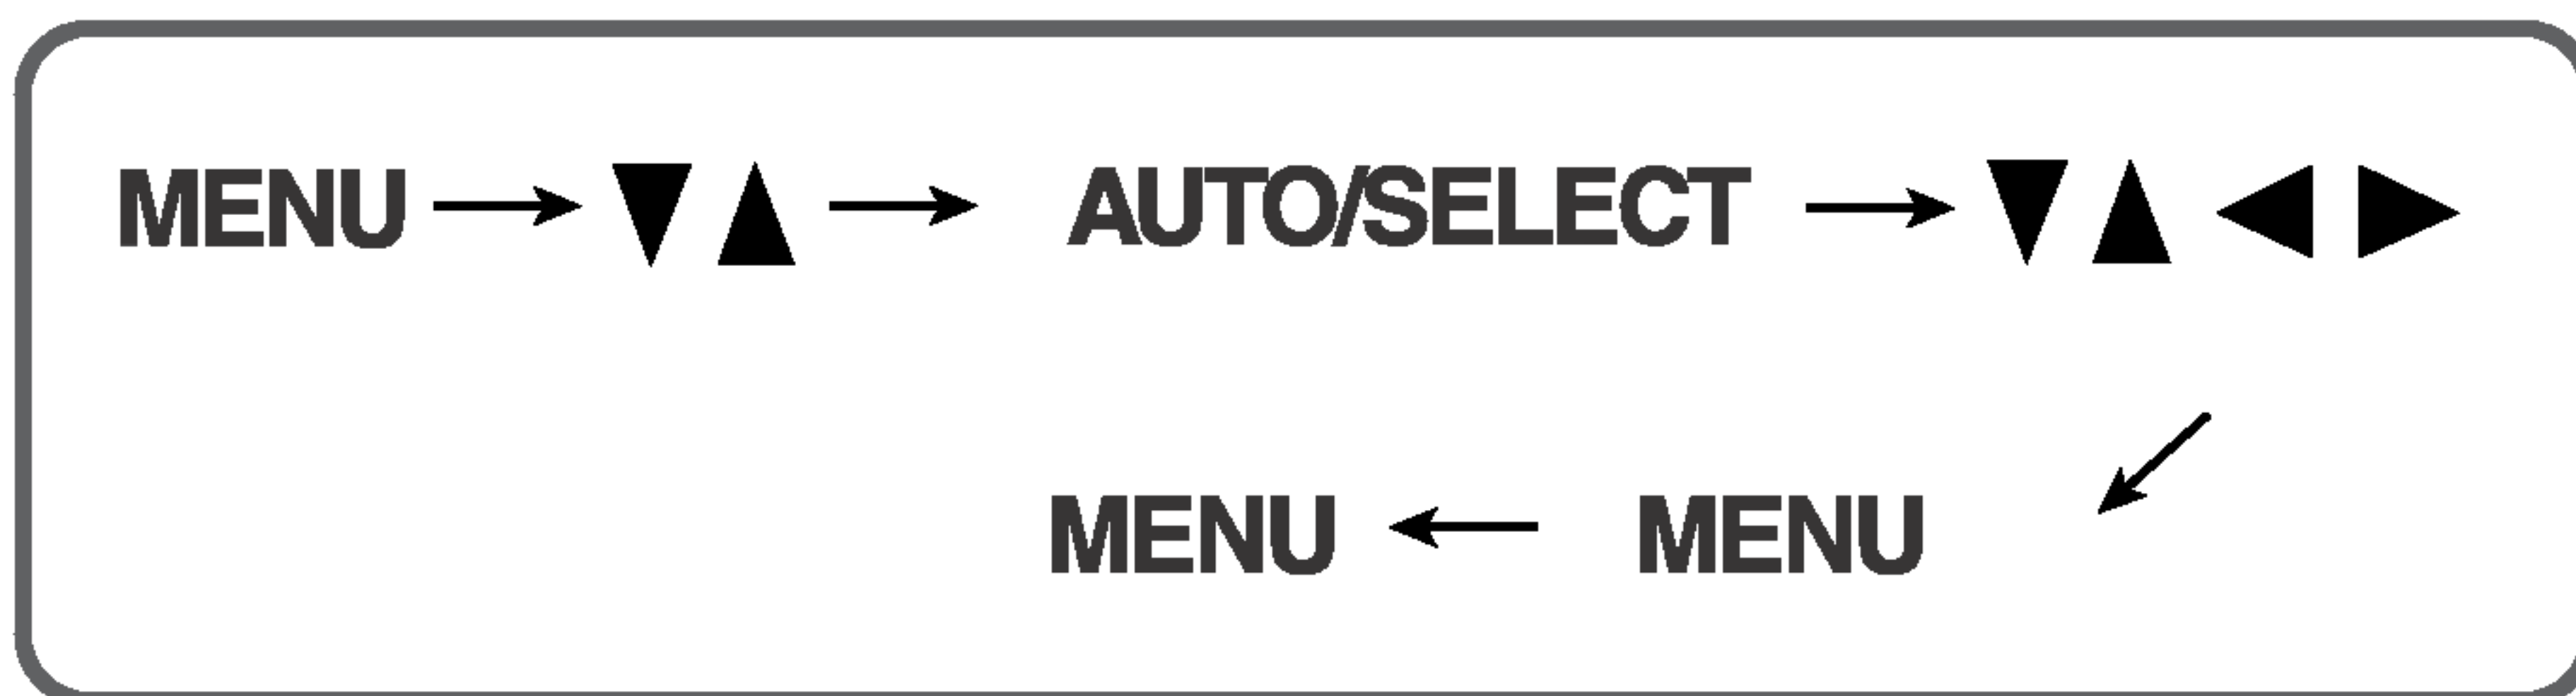 MENU → ▼ ▲ → AUTO/SELECT → ▼ ▲ ◀ ▶
MENU ← MENU